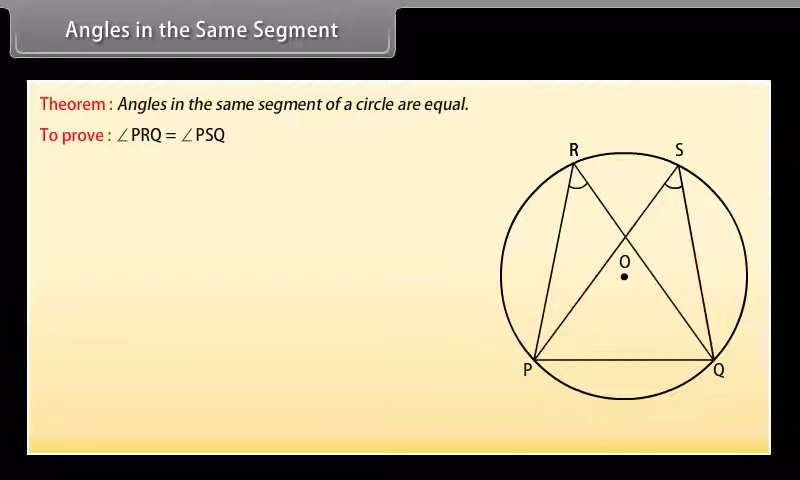 Angles in the Same Segment
Theorem : Angles in the same segment of a circle are equal.
To prove : ∠PRQ = ∠PSQ
R
S
O
P
Q